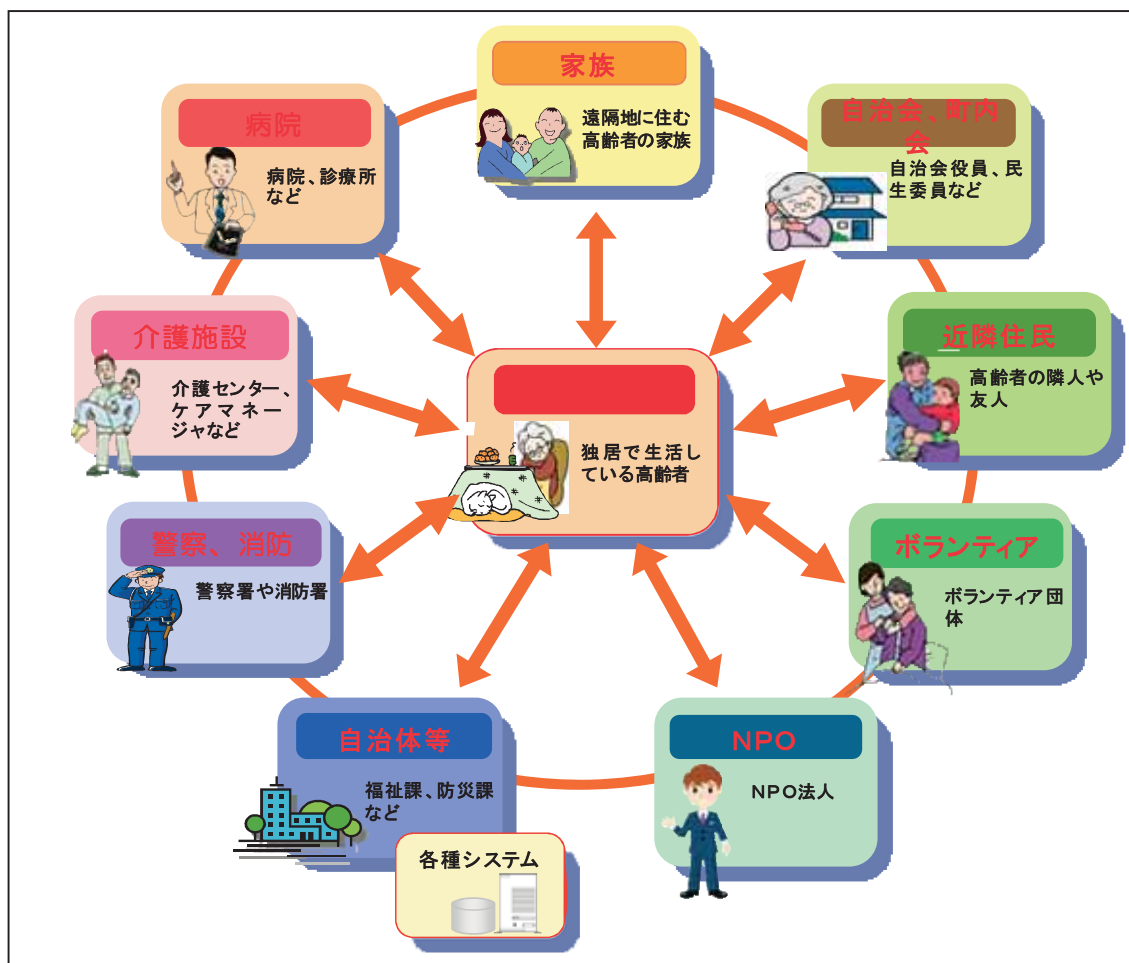 家族
遠隔地に住む
高齢者の家族
病院
病院、診療所
など
自治会、町内
会
自治会役員、民
生委員など
介護施設
介護センター、
ケアマネー
ジャなど
近隣住民
高齢者の隣人や
友人
独居で生活し
ている高齢者
警察、消防
警察署や消防署
ボランティア
ボランティア団
体
自治体等
福祉課、防災課
など
各種システム
NPO
NPO法人